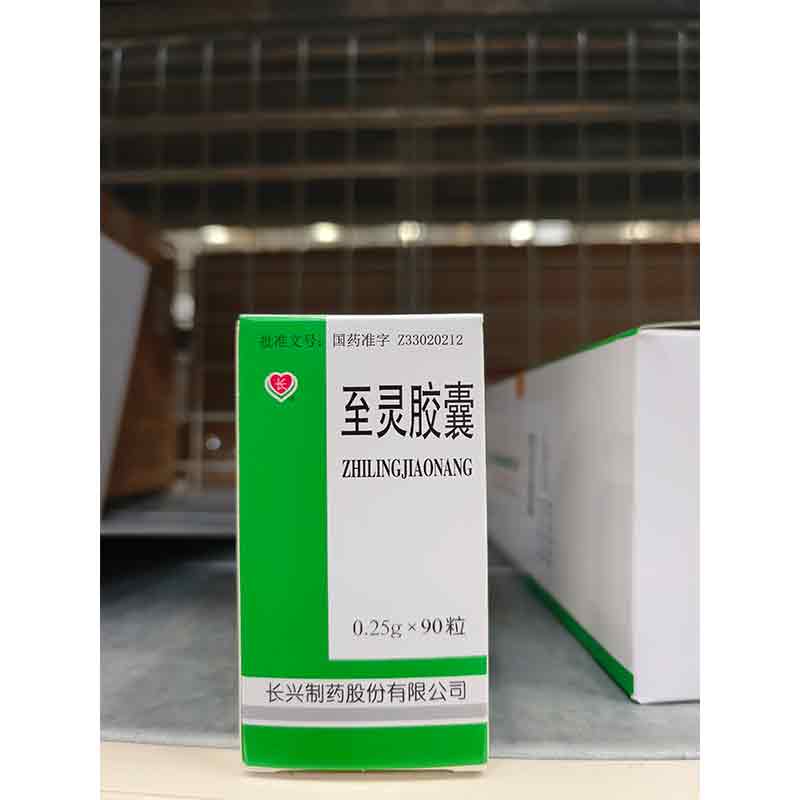 批准文号：国药准字 Z33020212
长
至灵胶囊
ZHILINGJIAONANG
0.25g×90粒
长兴制药股份有限公司